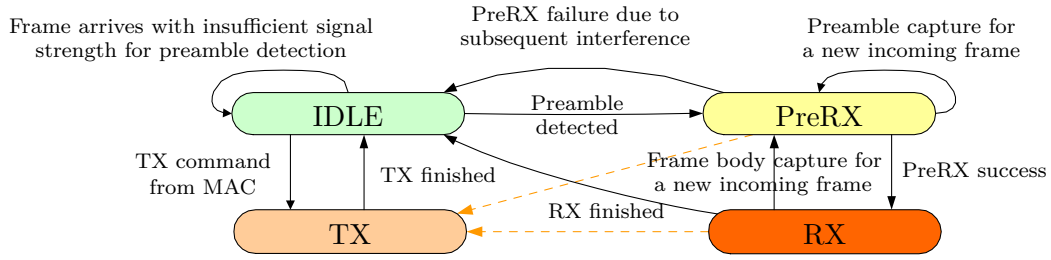 Frame arrives with insufficient signal
strength for preamble detection
PreRX failure due to
subsequent interference
Preamble capture for
a new incoming frame
IDLE
Preamble
detected
PreRX
TX command
from MAC
TX finished
Frame body capture for
a new incoming frame
PreRX success
RX finished
TX
RX